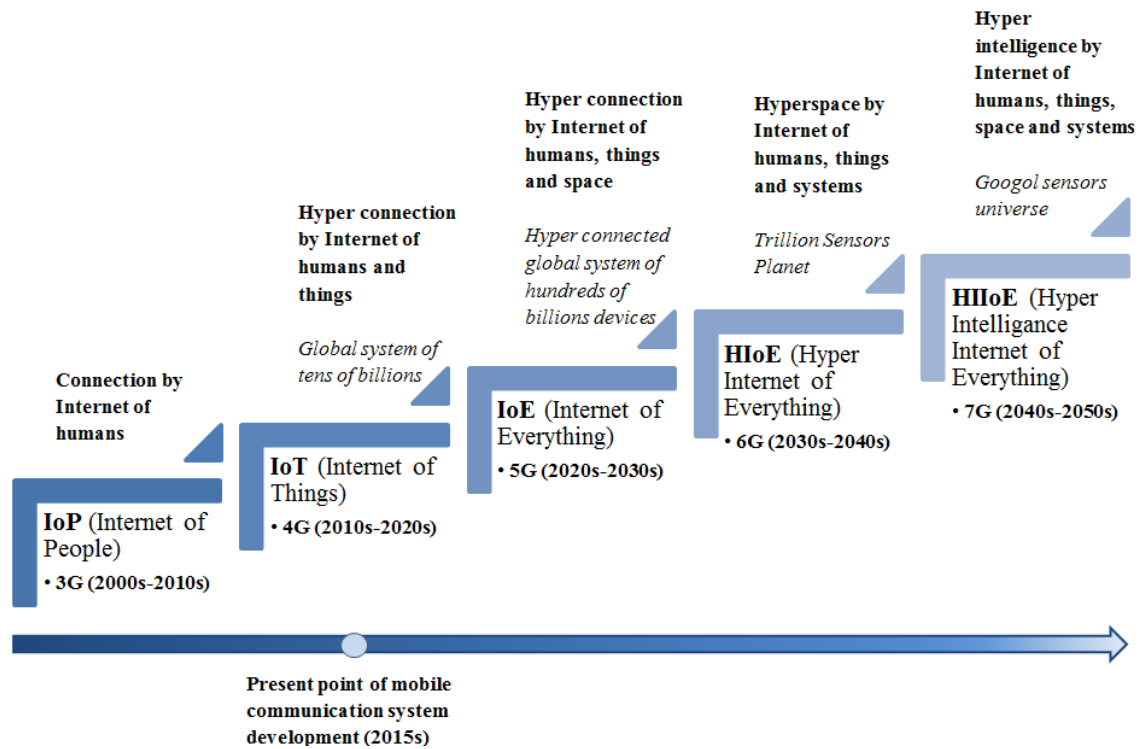 Connection by
Internet of
humans
IoP (Internet of
People)
• 3G (2000s-2010s)
Hyper connection
by Internet of
humans and
things
Global system of
tens of billions
IoT (Internet of
Things)
• 4G (2010s-2020s)
Hyper connection
by Internet of
humans, things
and space
Hyper connected
global system of
hundreds of
billions devices
IoE (Internet of
Everything)
• 5G (2020s-2030s)
Hyperspace by
Internet of
humans, things
and systems
Trillion Sensors
Planet
HIoE (Hyper
Internet of
Everything)
• 6G (2030s-2040s)
Hyper
intelligence by
Internet of
humans, things,
space and systems
Googol sensors
universe
HIIoE (Hyper
Intelligance
Internet of
Everything)
• 7G (2040s-2050s)
Present point of mobile
communication system
development (2015s)